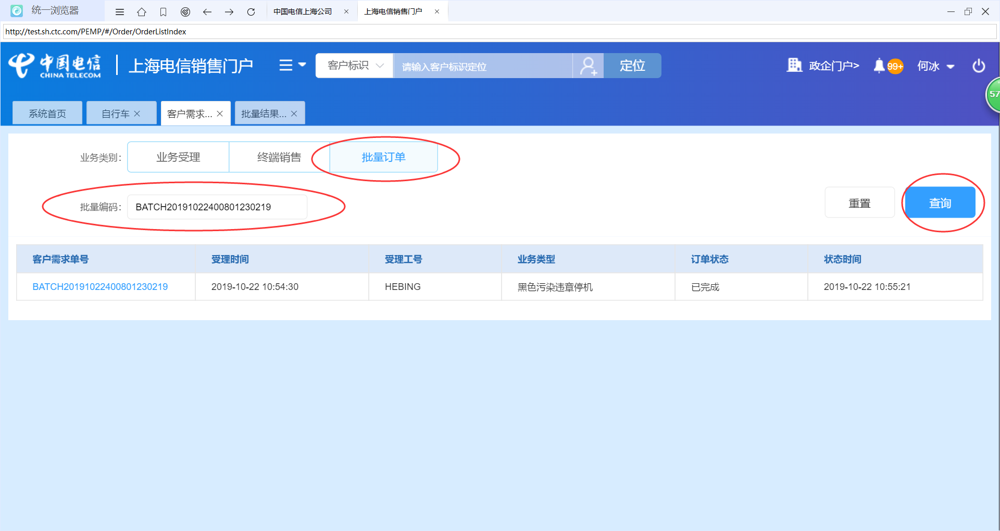 统一浏览器 中国电信上海公司 上海电信销售门户
http://test.sh.ctc.com/PEMP/#/Order/OrderListIndex
中国电信 CHINA TELECOM 上海电信销售门户 客户标识 请输入客户标识定位 定位 政企门户> 99+ 何冰
57
系统首页 自行车 客户需求... 批量结果...
业务类别: 业务受理 终端销售 批量订单
批量编码: BATCH20191022400801230219 重置 查询
客户需求单号 受理时间 受理工号 业务类型 订单状态 状态时间
BATCH20191022400801230219 2019-10-22 10:54:30 HEBING 黑色污染违章停机 已完成 2019-10-22 10:55:21